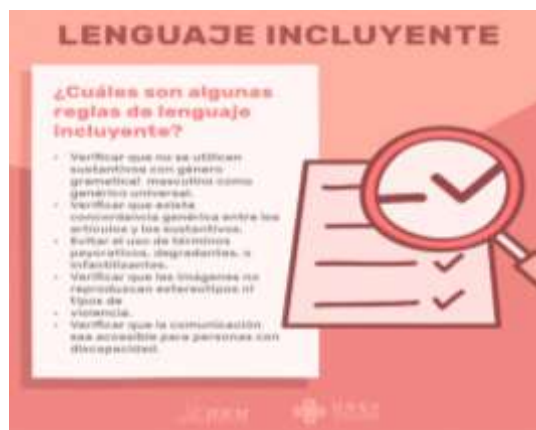 LENGUAJE INCLUYENTE
¿Cuáles son algunas
reglas de lenguaje
incluyente?
• Verificar que no se utilicen
sustantivos con género
gramatical masculino como
genérico universal.
• Verificar que exista
concordancia genérica entre los
artículos y los sustantivos.
• Evitar el uso de términos
peyorativos, degradantes, o
infantilizantes.
• Verificar que las imágenes no
reproduzcan estereotipos ni
tipos de
• violencia.
• Verificar que la comunicación
sea accesible para personas con
discapacidad.